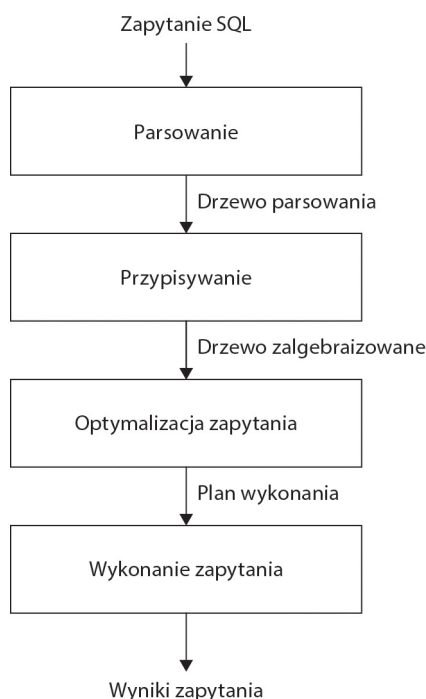 Zapytanie SQL
Parsowanie
Drzewo parsowania
Przypisywanie
Drzewo zalgebraizowane
Optymalizacja zapytania
Plan wykonania
Wykonanie zapytania
Wyniki zapytania